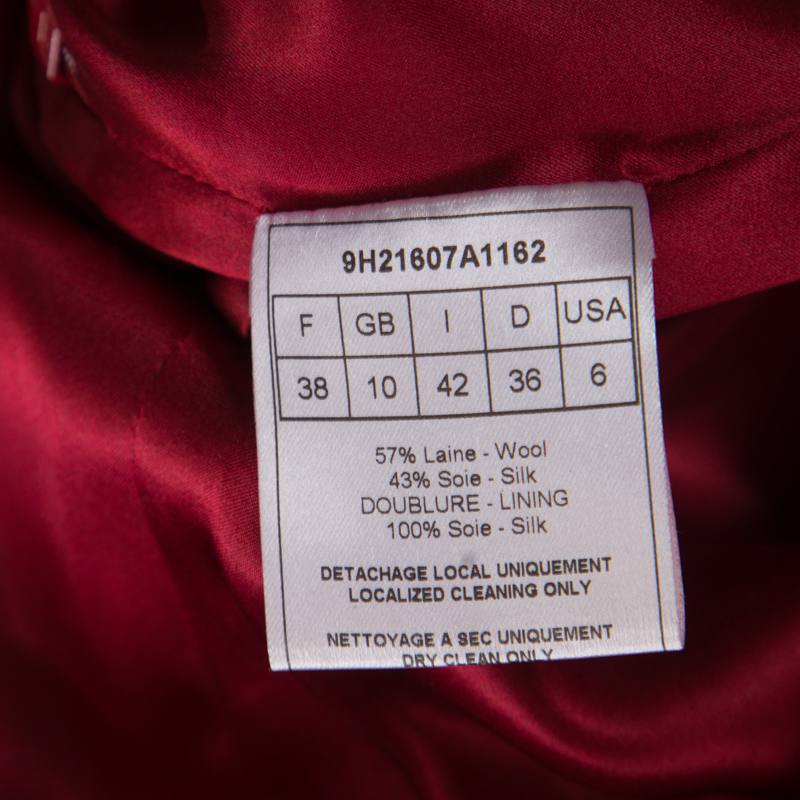 9H21607A1162
F GB I D USA
38 10 42 36 6
57% Laine - Wool
43% Soie - Silk
DOUBLURE - LINING
100% Soie - Silk
DETACHAGE LOCAL UNIQUEMENT
LOCALIZED CLEANING ONLY
NETTOYAGE A SEC UNIQUEMENT
DRY CLEAN ONLY